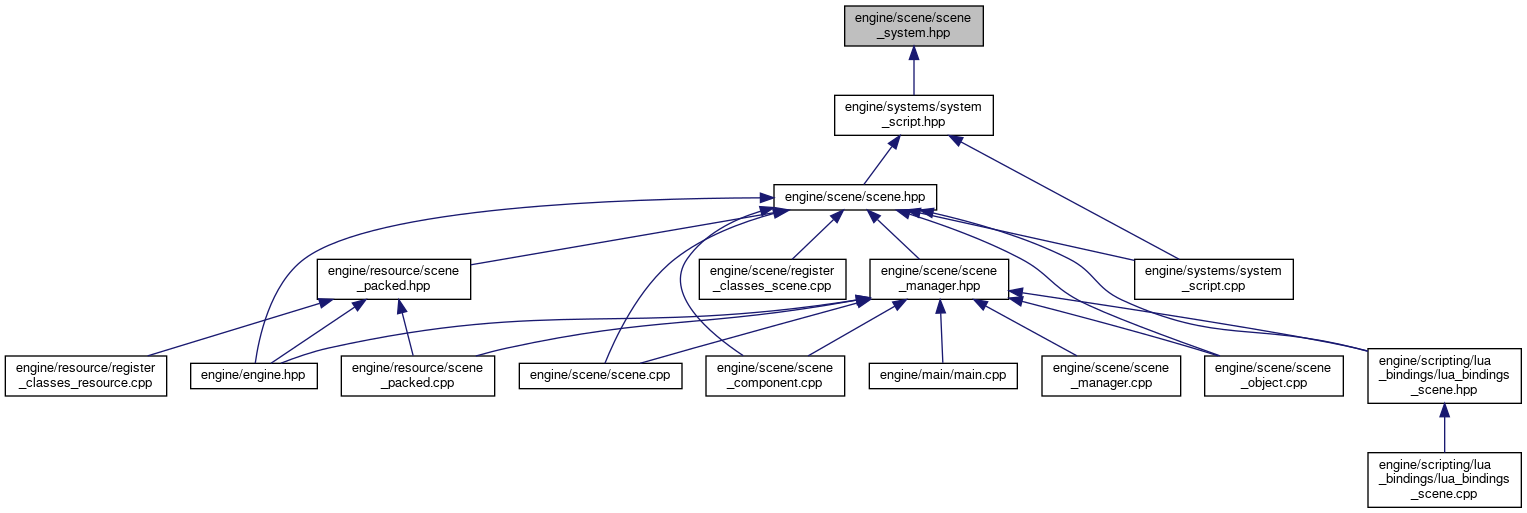 engine/scene/scene
_system.hpp
engine/systems/system
_script.hpp
engine/scene/scene.hpp
engine/resource/scene
_packed.hpp
engine/scene/register
_classes_scene.cpp
engine/scene/scene
_manager.hpp
engine/systems/system
_script.cpp
engine/resource/register
_classes_resource.cpp
engine/engine.hpp
engine/resource/scene
_packed.cpp
engine/scene/scene.cpp
engine/scene/scene
_component.cpp
engine/main/main.cpp
engine/scene/scene
_manager.cpp
engine/scene/scene
_object.cpp
engine/scripting/lua
_bindings/lua_bindings
_scene.hpp
engine/scripting/lua
_bindings/lua_bindings
_scene.cpp